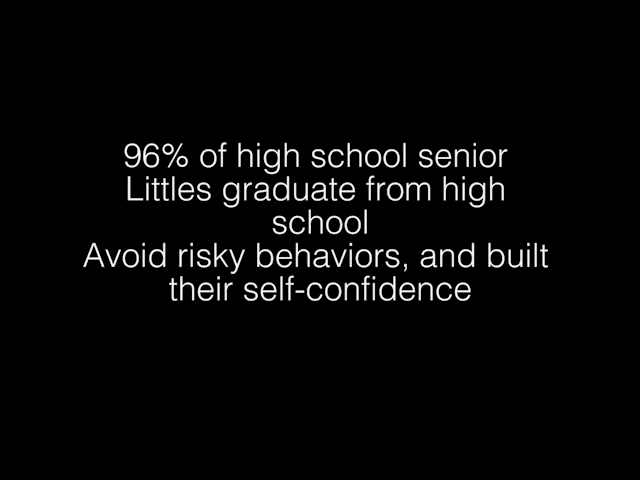 96% of high school senior
Littles graduate from high
school
Avoid risky behaviors, and built
their self-confidence